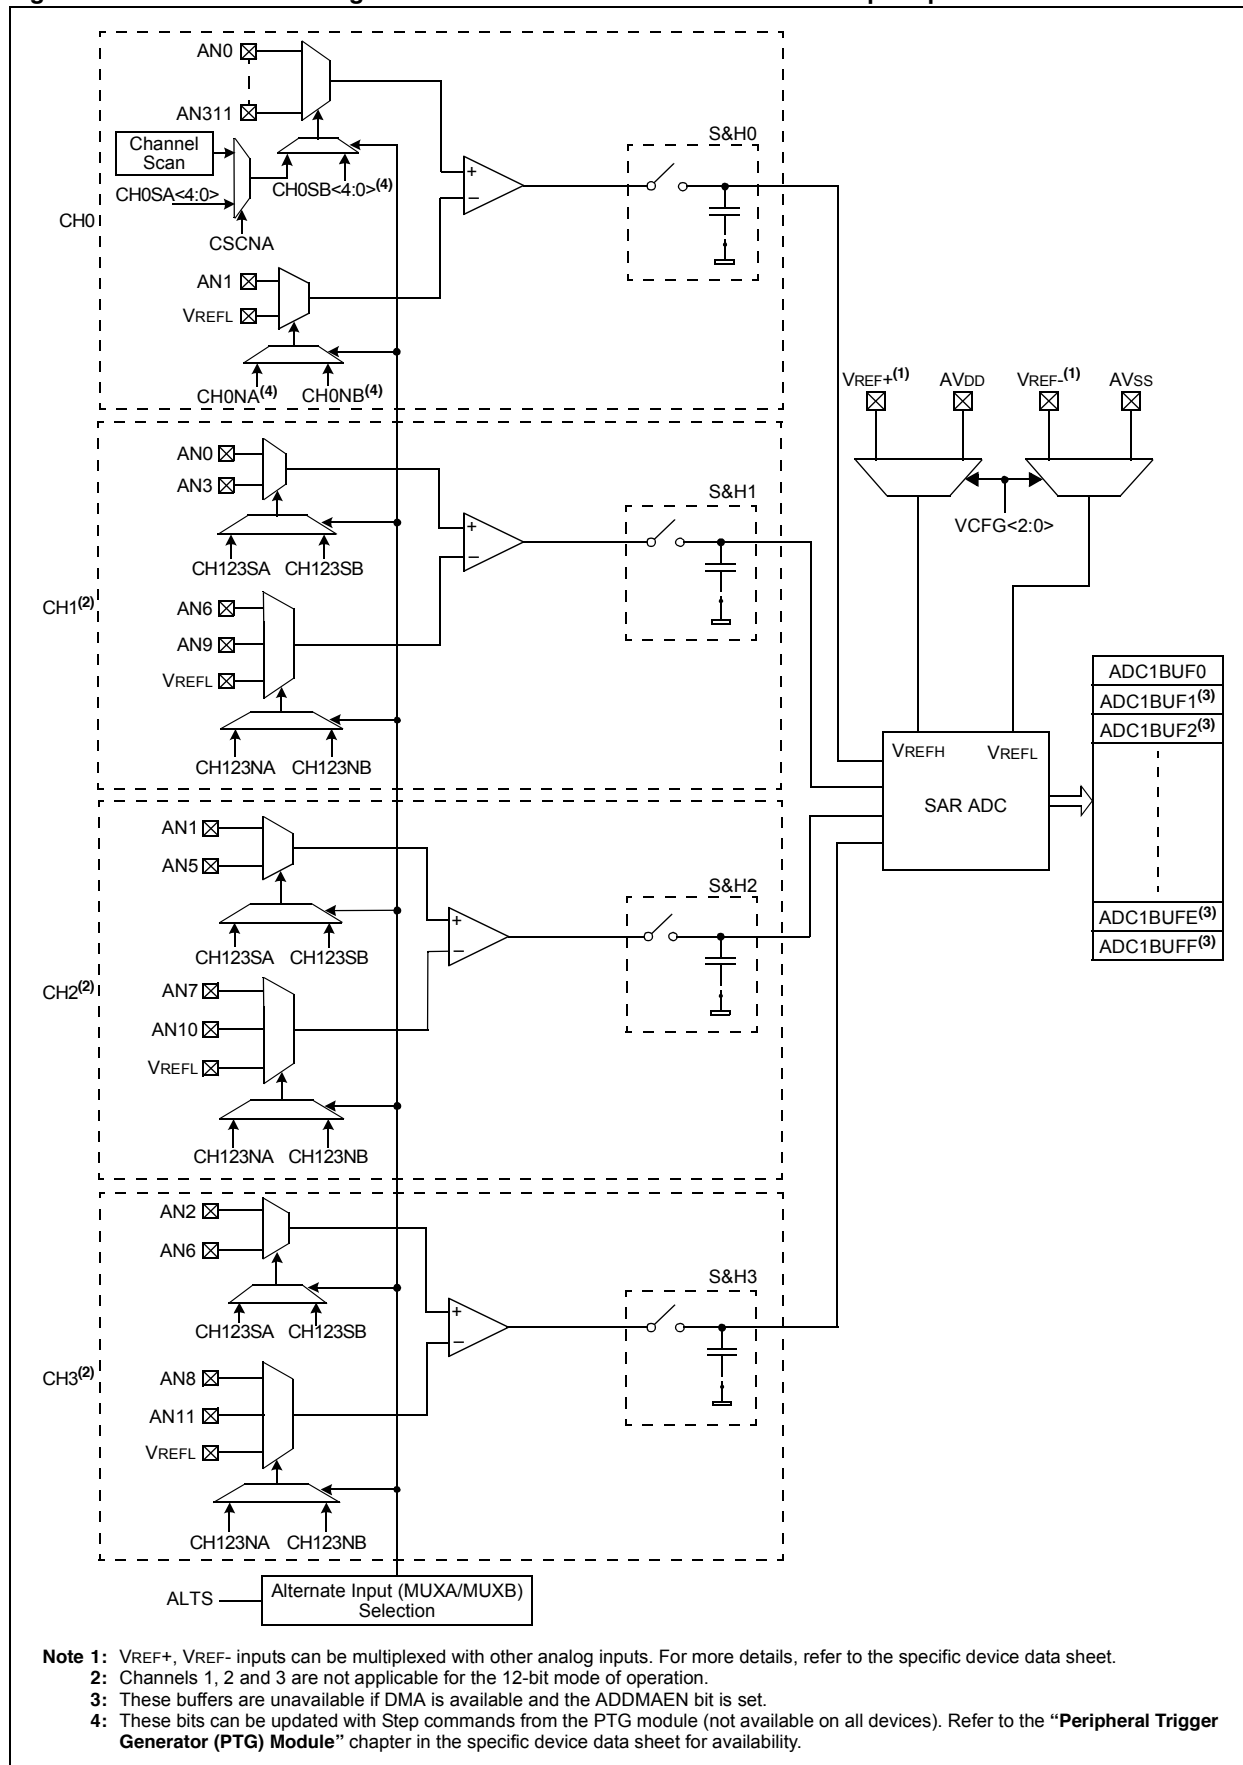 AN0
AN311
Channel
Scan
CH0SA<4:0>
CH0SB<4:0>(4)
CSCNA
CH0
AN1
VREFL
CH0NA(4)
CH0NB(4)
+
−
S&H0
AN0
AN3
CH123SA
CH123SB
CH1(2)
AN6
AN9
VREFL
CH123NA
CH123NB
+
−
S&H1
VREF+(1)
AVDD
VREF-(1)
AVSS
VCFG<2:0>
VREFH
VREFL
SAR ADC
ADC1BUF0
ADC1BUF1(3)
ADC1BUF2(3)
ADC1BUFE(3)
ADC1BUFF(3)
AN1
AN5
CH123SA
CH123SB
CH2(2)
AN7
AN10
VREFL
CH123NA
CH123NB
+
−
S&H2
AN2
AN6
CH123SA
CH123SB
CH3(2)
AN8
AN11
VREFL
CH123NA
CH123NB
+
−
S&H3
ALTS
Alternate Input (MUXA/MUXB)
Selection
Note 1: VREF+, VREF- inputs can be multiplexed with other analog inputs. For more details, refer to the specific device data sheet.
2: Channels 1, 2 and 3 are not applicable for the 12-bit mode of operation.
3: These buffers are unavailable if DMA is available and the ADDMAEN bit is set.
4: These bits can be updated with Step commands from the PTG module (not available on all devices). Refer to the “Peripheral Trigger
Generator (PTG) Module” chapter in the specific device data sheet for availability.